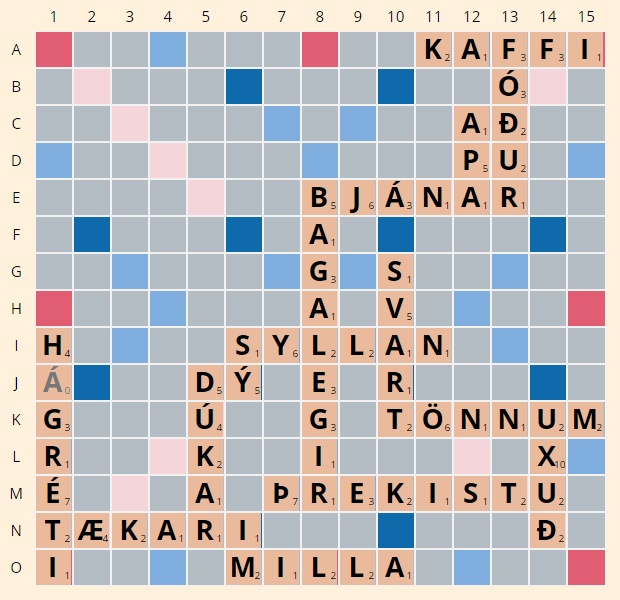 1 2 3 4 5 6 7 8 9 10 11 12 13 14 15
A K2 A1 F3 F3 I1
B Ó3
C A1 Ð2
D P5 U2
E B5 J6 Á3 N1 A1 R1
F A1
G G3 S1
H A1 V5
I H4 S1 Y6 L2 L2 A1 N1
J Á0 D5 Ý5 E3 R1
K G3 Ú4 G3 T2 Ö6 N1 N1 U2 M2
L R1 K2 I1 X10
M É7 A1 Þ7 R1 E3 K2 I1 S1 T2 U2
N T2 Æ4 K2 A1 R1 I1 Ð2
O I1 M2 I1 L2 L2 A1